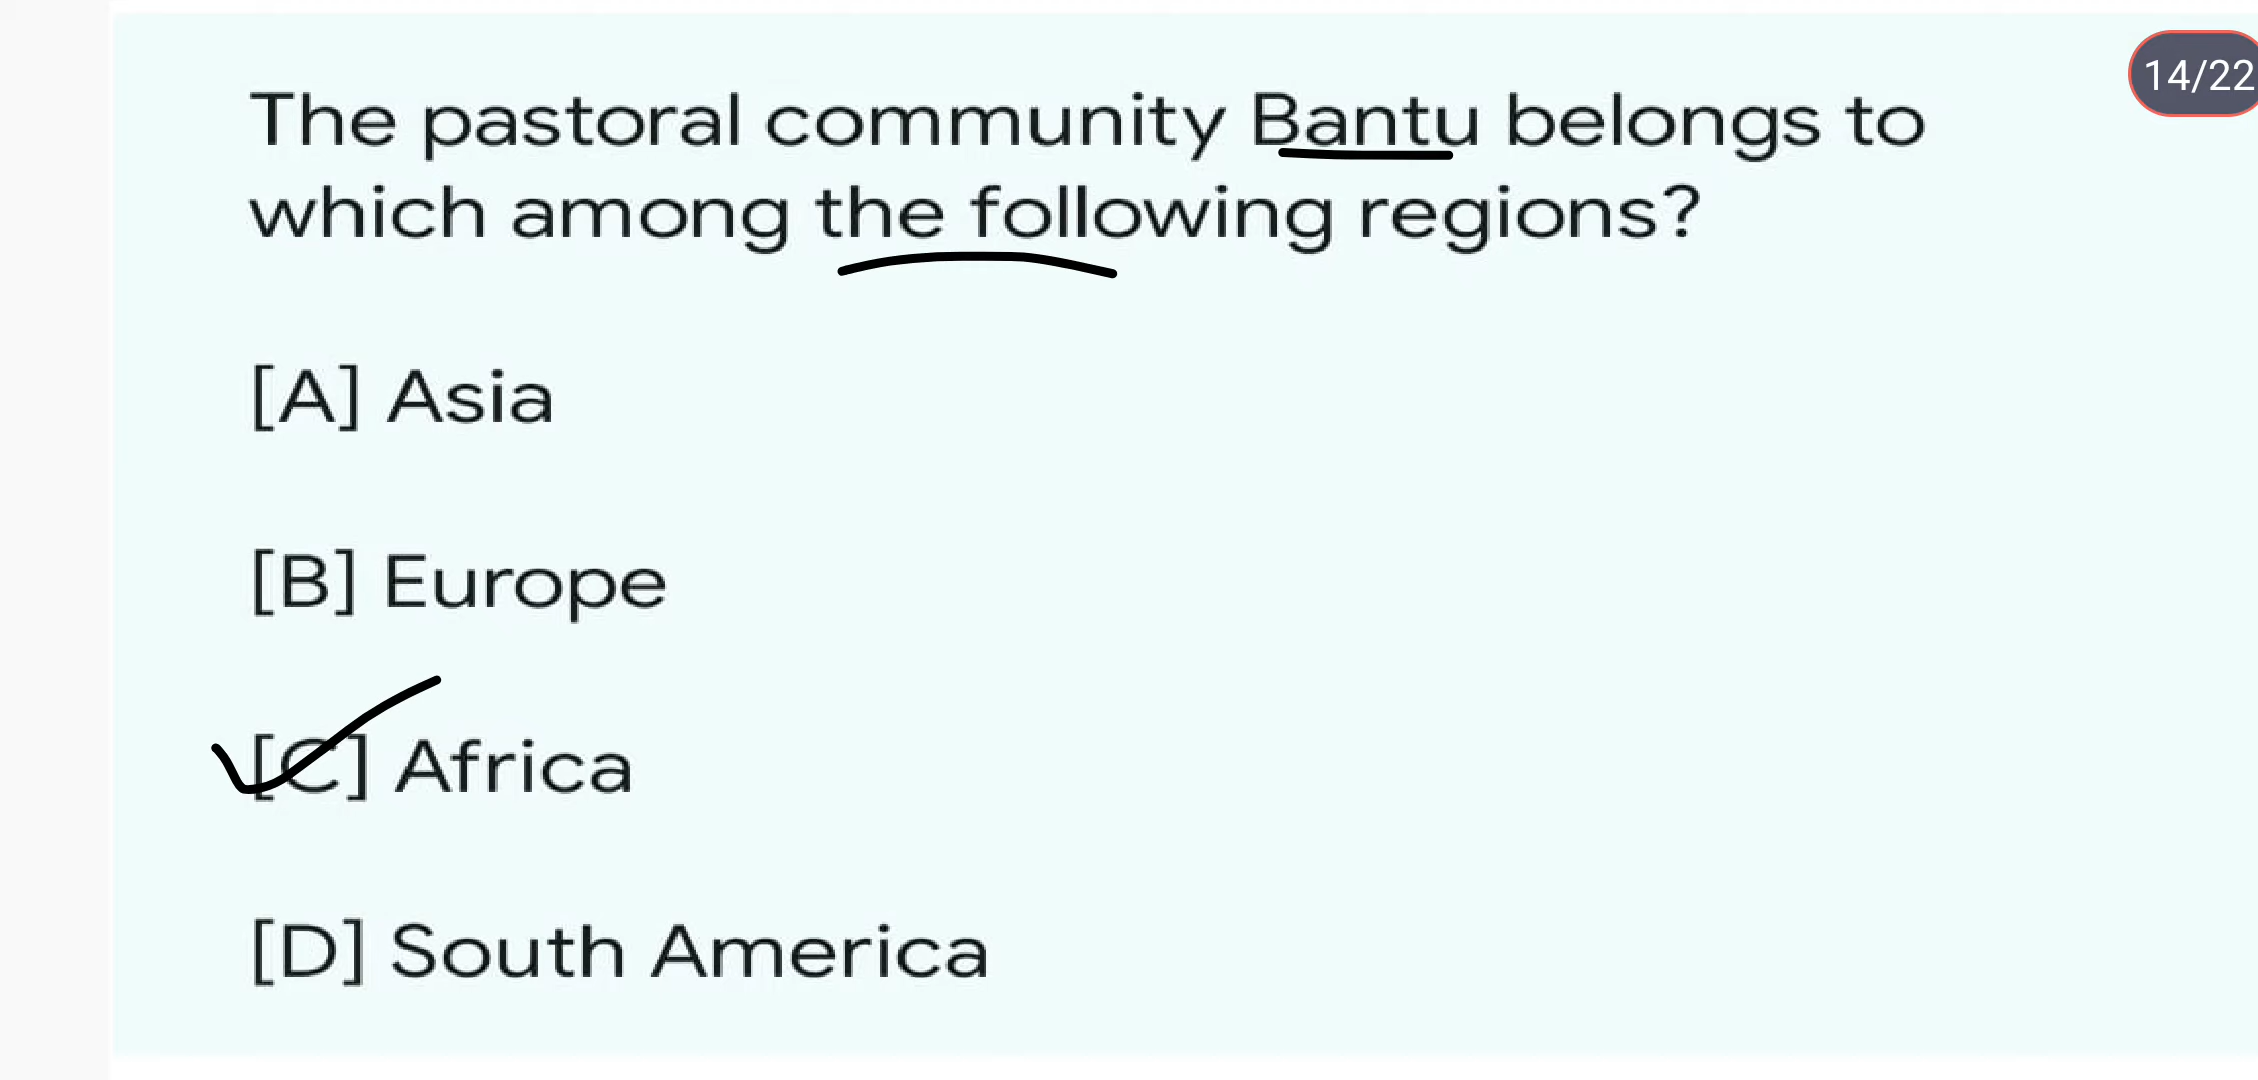 14/22
The pastoral community Bantu belongs to
which among the following regions?
[A] Asia
[B] Europe
[C] Africa
[D] South America